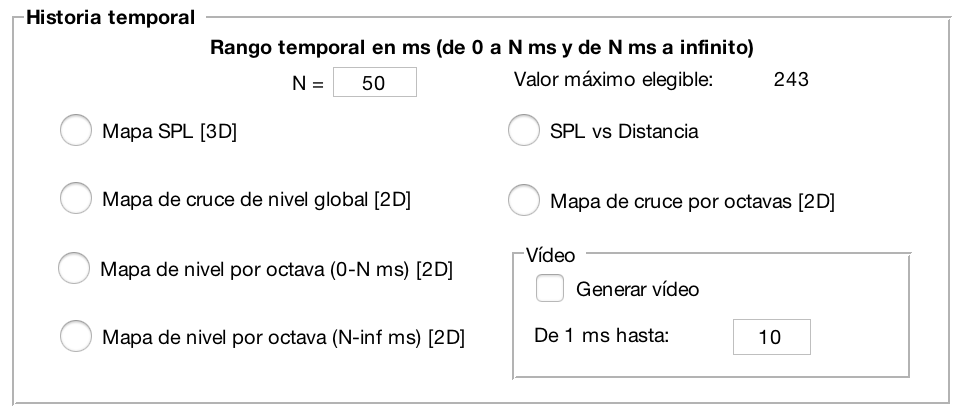 Historia temporal
Rango temporal en ms (de 0 a N ms y de N ms a infinito)
N = 50
Valor máximo elegible: 243
Mapa SPL [3D]
SPL vs Distancia
Mapa de cruce de nivel global [2D]
Mapa de cruce por octavas [2D]
Mapa de nivel por octava (0-N ms) [2D]
Mapa de nivel por octava (N-inf ms) [2D]
Vídeo
Generar vídeo
De 1 ms hasta: 10